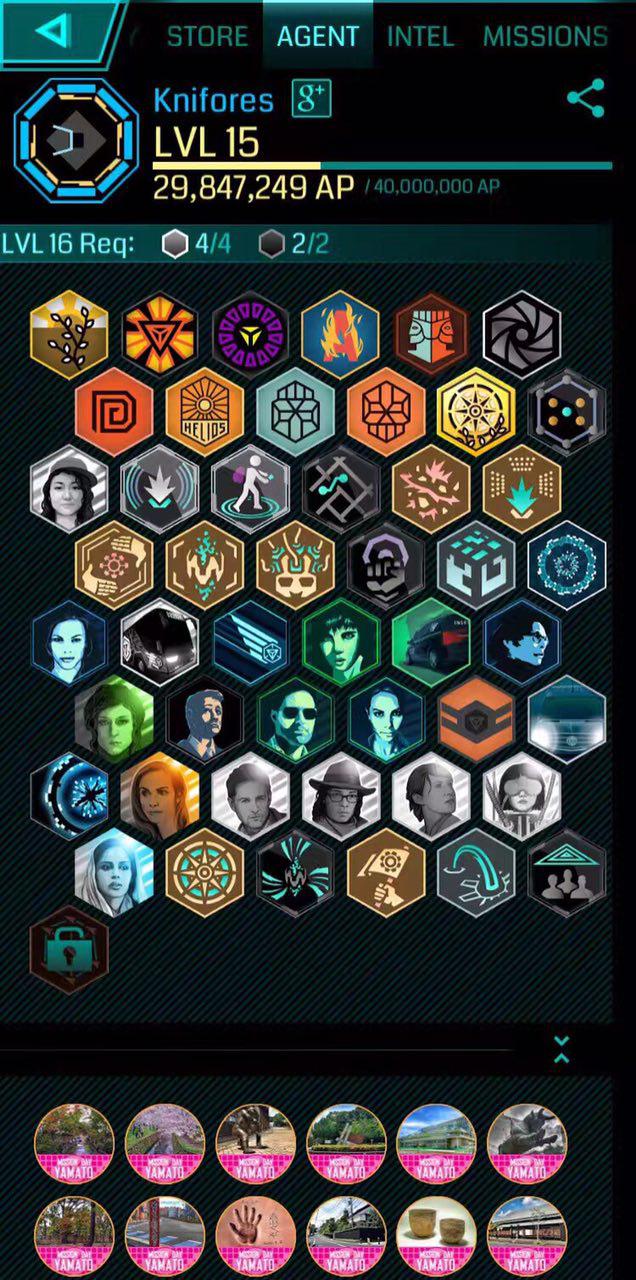 STORE AGENT INTEL MISSIONS
Knifores g+
LVL 15
29,847,249 AP / 40,000,000 AP
LVL 16 Req: 4/4 2/2
A
HELIOS
MISSION DAY YAMATO
MISSION DAY YAMATO
MISSION DAY YAMATO
MISSION DAY YAMATO
MISSION DAY YAMATO
MISSION DAY YAMATO
MISSION DAY YAMATO
MISSION DAY YAMATO
MISSION DAY YAMATO
MISSION DAY YAMATO
MISSION DAY YAMATO
MISSION DAY YAMATO